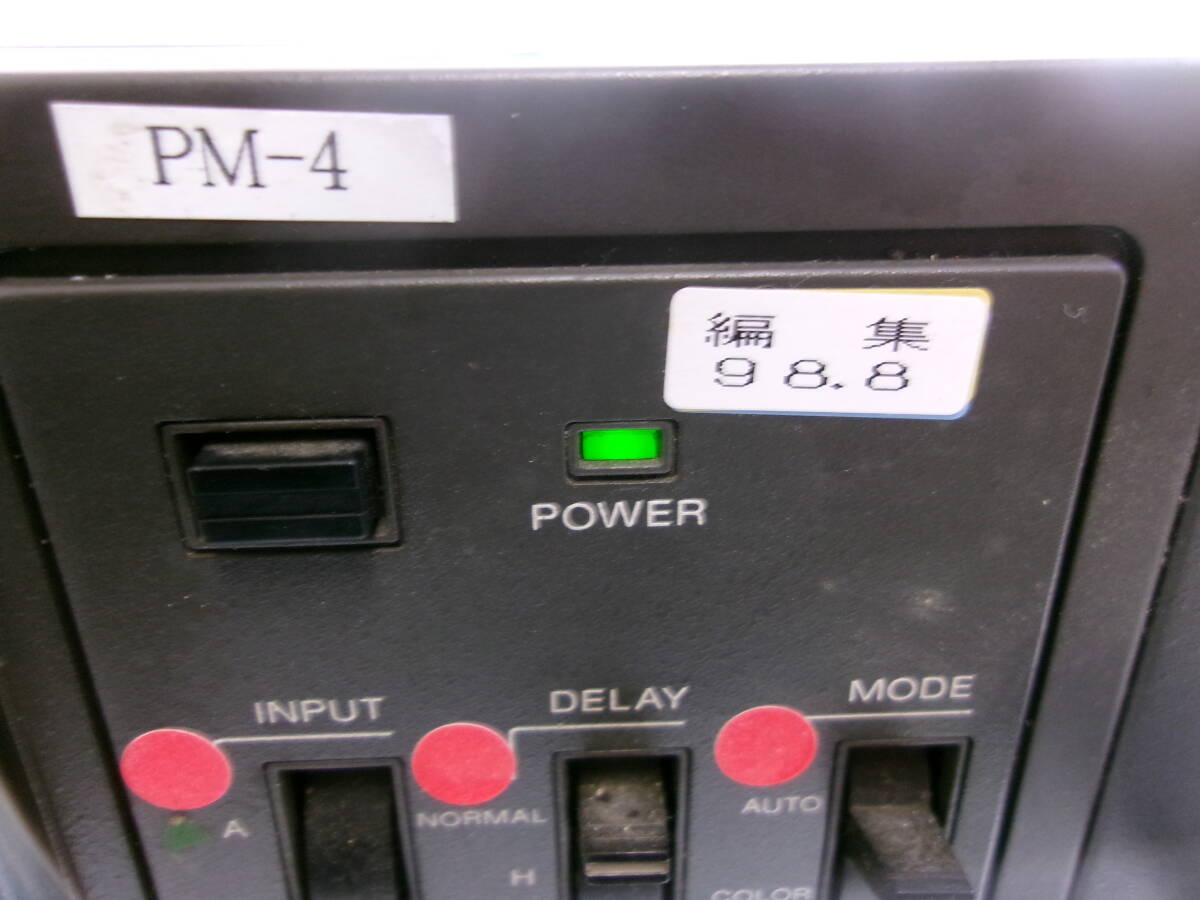 PM-4
編 集
98.8
POWER
INPUT
DELAY
MODE
NORMAL
AUTO
A
H
COLOR